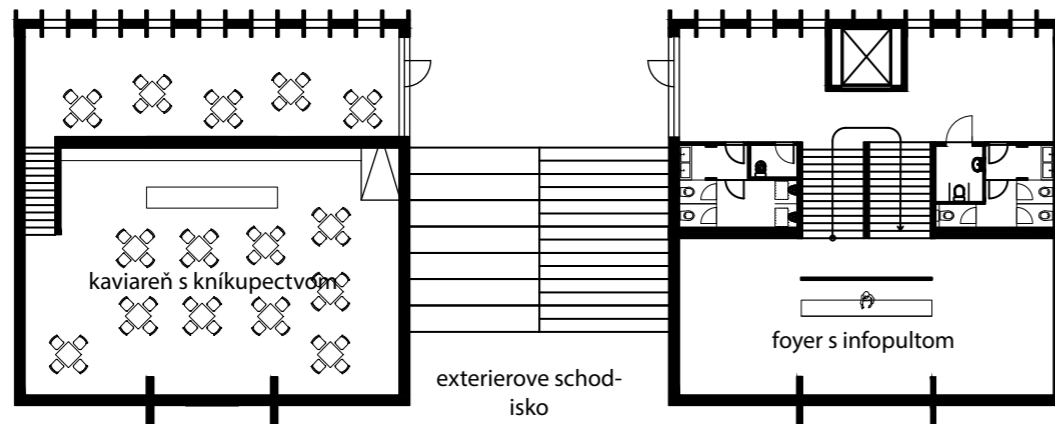 kaviareň s kníkupectvom
foyer s infopultom
exterierove schod-
isko